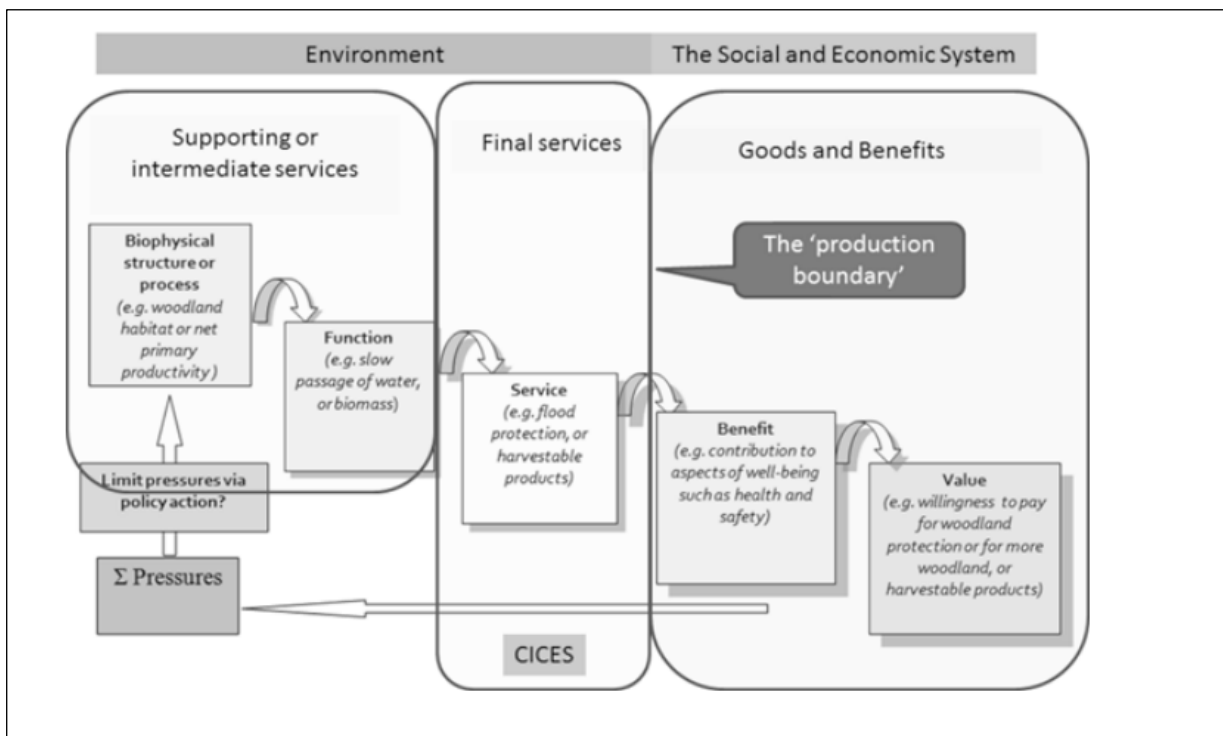 Environment
The Social and Economic System
Supporting or
intermediate services
Final services
Goods and Benefits
The 'production
boundary'
Biophysical
structure or
process
(e.g. woodland
habitat or net
primary
productivity )
Function
(e.g. slow
passage of water,
or biomass)
Service
(e.g. flood
protection, or
harvestable
products)
Benefit
(e.g. contribution to
aspects of well-being
such as health and
safety)
Value
(e.g. willingness to pay
for woodland
protection or for more
woodland, or
harvestable products)
Limit pressures via
policy action?
Σ Pressures
CICES